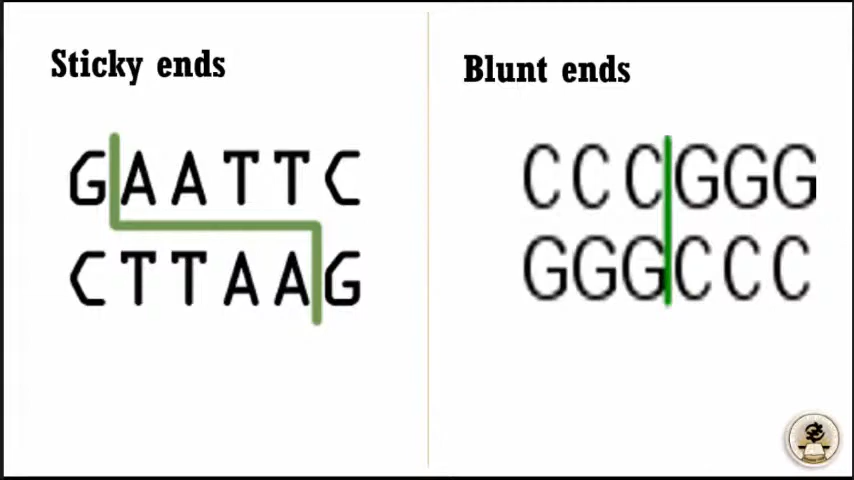 Sticky ends
GAATTC
CTTAAG
Blunt ends
CCCGGG
GGGCCC